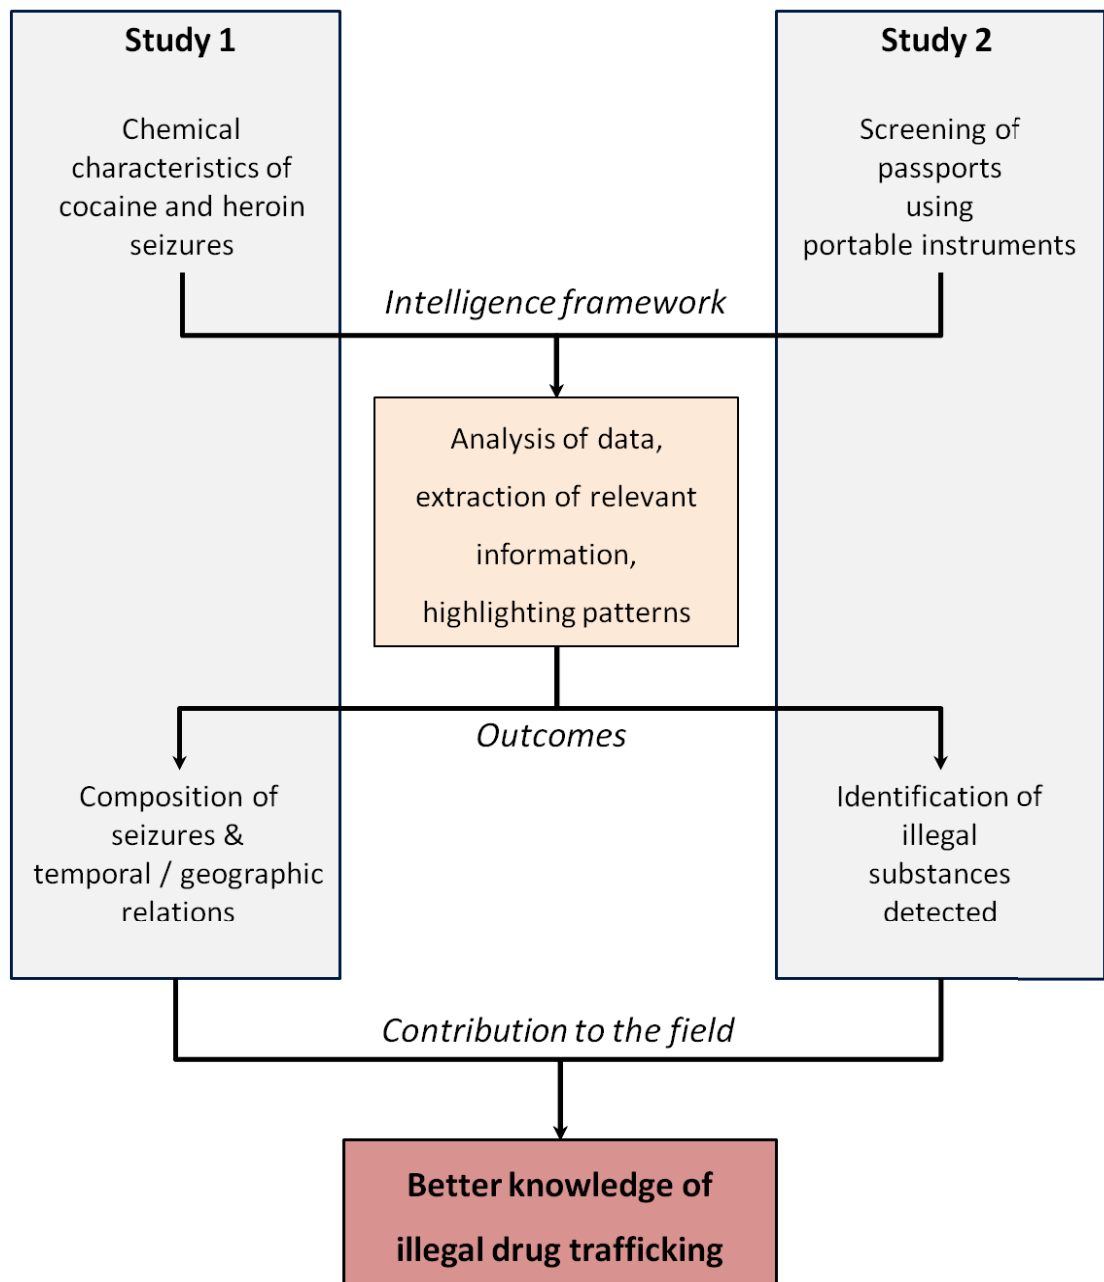 Study 1
Chemical
characteristics of
cocaine and heroin
seizures
Study 2
Screening of
passports
using
portable instruments
Intelligence framework
Analysis of data,
extraction of relevant
information,
highlighting patterns
Outcomes
Composition of
seizures &
temporal / geographic
relations
Identification of
illegal
substances
detected
Contribution to the field
Better knowledge of
illegal drug trafficking